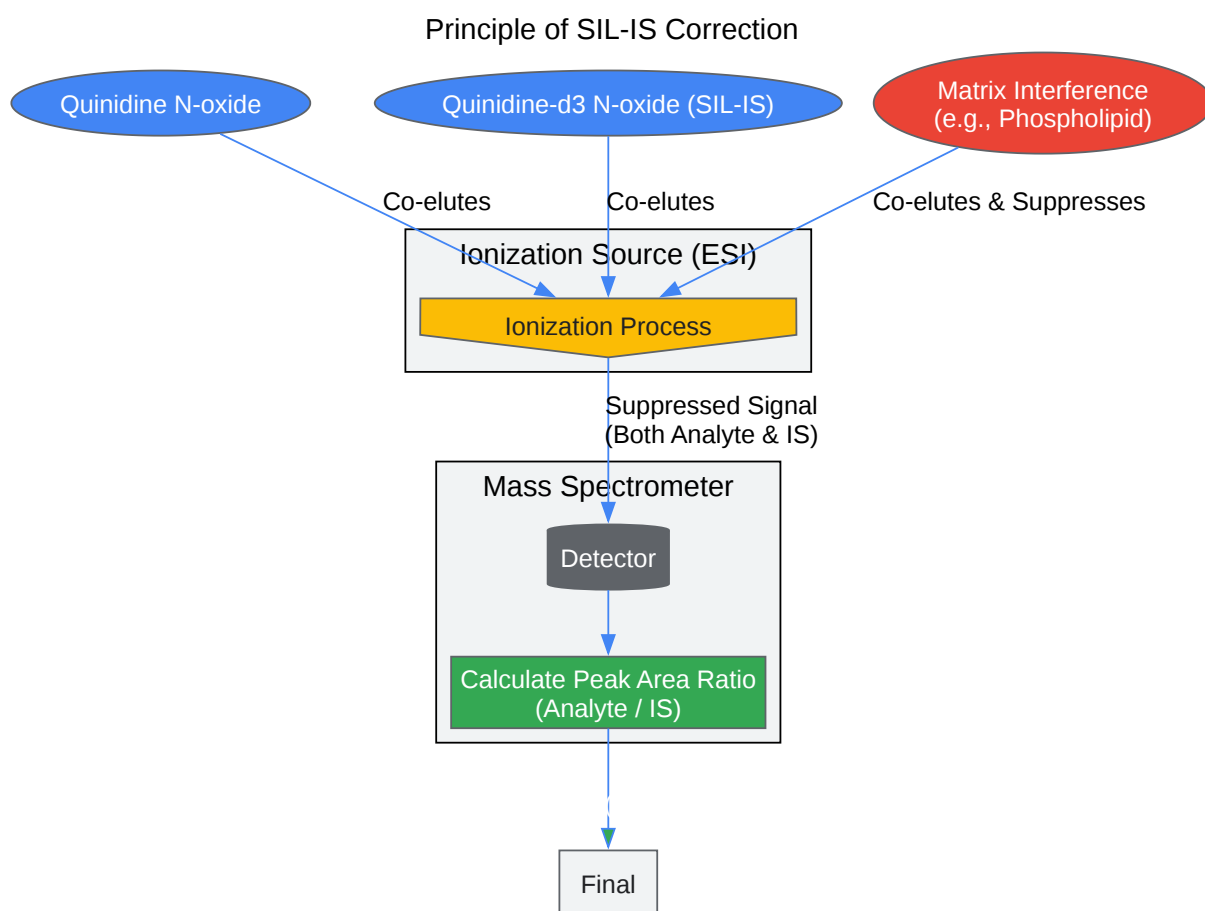 Principle of SIL-IS Correction
Quinidine N-oxide
Quinidine-d3 N-oxide (SIL-IS)
Matrix Interference
(e.g., Phospholipid)
Co-elutes
Co-elutes
Co-elutes & Suppresses
Ionization Source (ESI)
Ionization Process
Suppressed Signal
(Both Analyte & IS)
Mass Spectrometer
Detector
Calculate Peak Area Ratio
(Analyte / IS)
Final